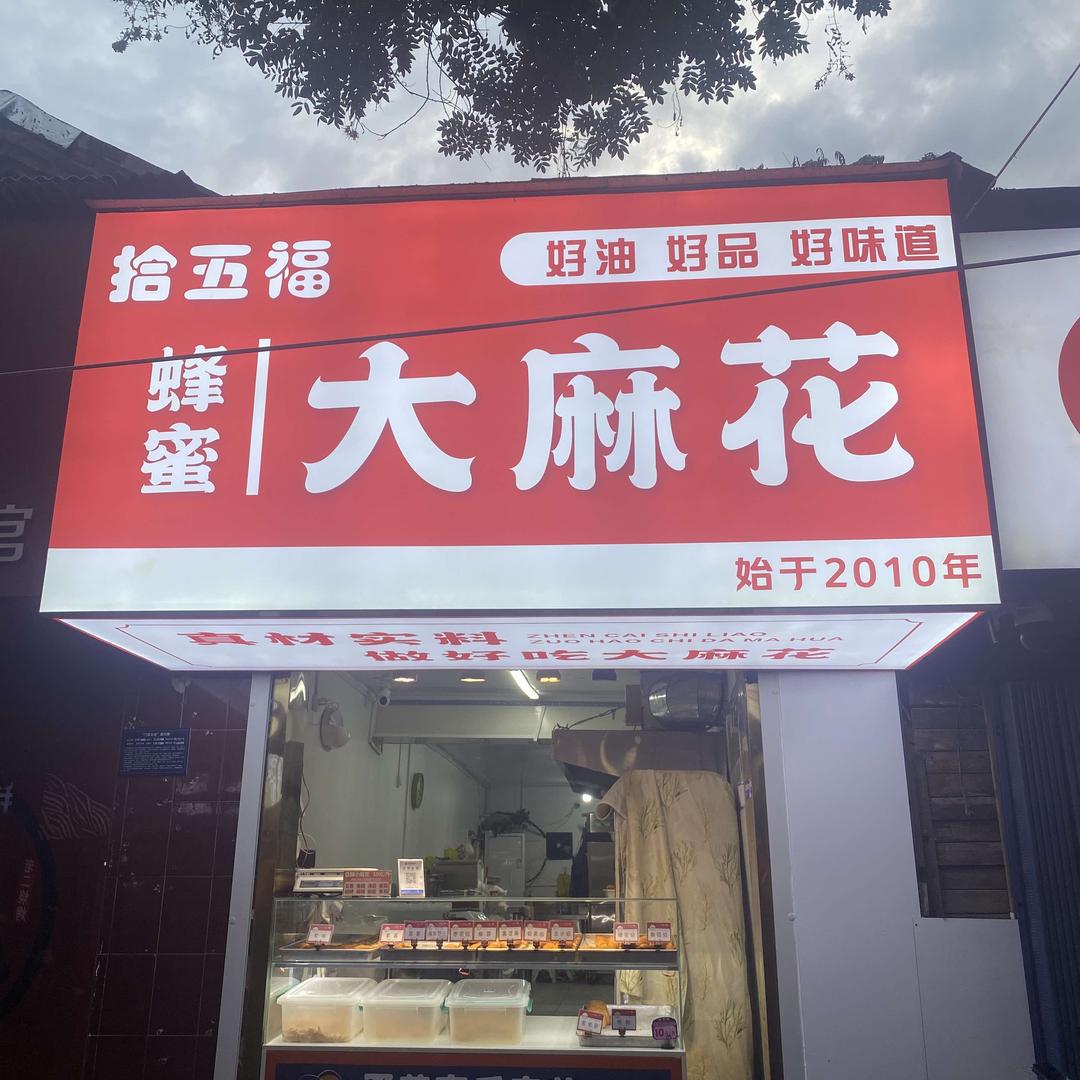 拾五福
好油 好品 好味道
蜂蜜
大麻花
始于2010年
真材实料
ZHEN CAI SHI LIAO
ZUO HAO CHI DA MA HUA
做好吃大麻花